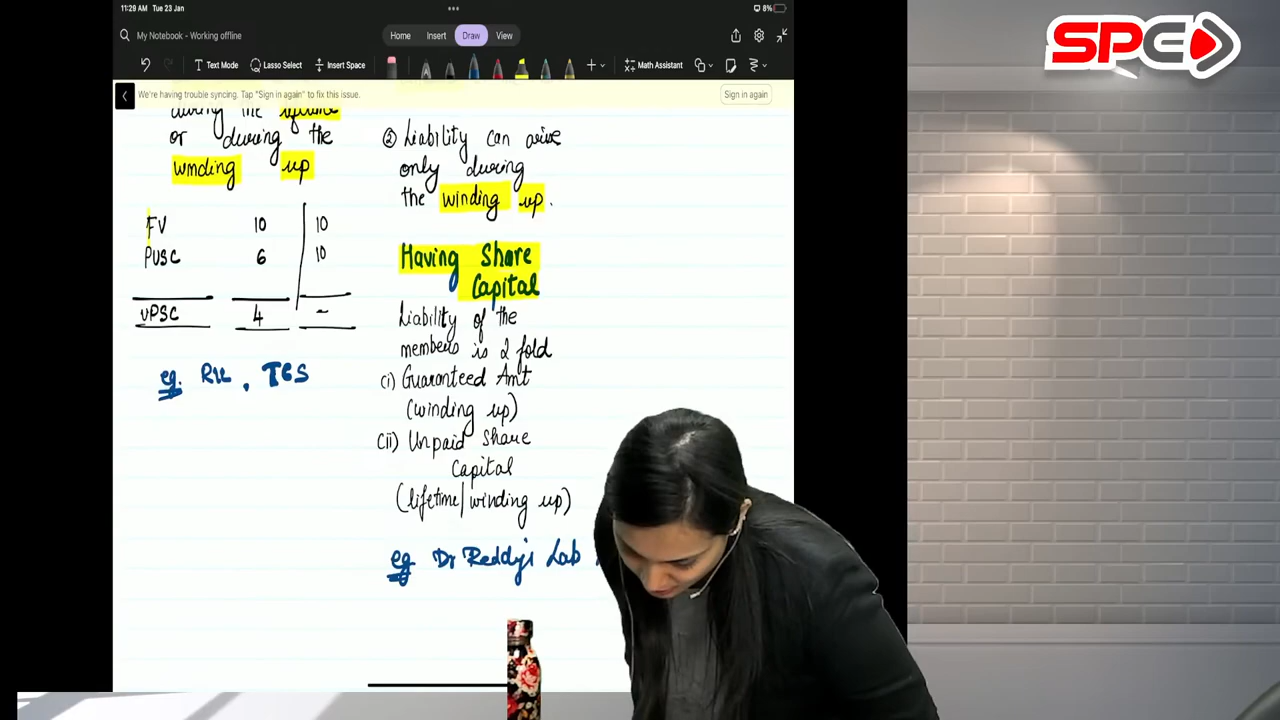 11:29 AM Tue 23 Jan
8%
My Notebook - Working offline
Home Insert Draw View
Text Mode Lasso Select Insert Space Math Assistant
We're having trouble syncing. Tap "Sign in again" to fix this issue.
Sign in again
during the lifetime
or during the
winding up
FV 10 10
PUSC 6 10
UPSC 4 -
eg. RIL, TCS
② Liability can arise
only during
the winding up.
Having Share
Capital
Liability of the
members is 2 fold
(i) Guaranteed Amt
(winding up)
(ii) Unpaid Share
Capital
(lifetime/winding up)
eg Dr Reddy's Lab
SPC